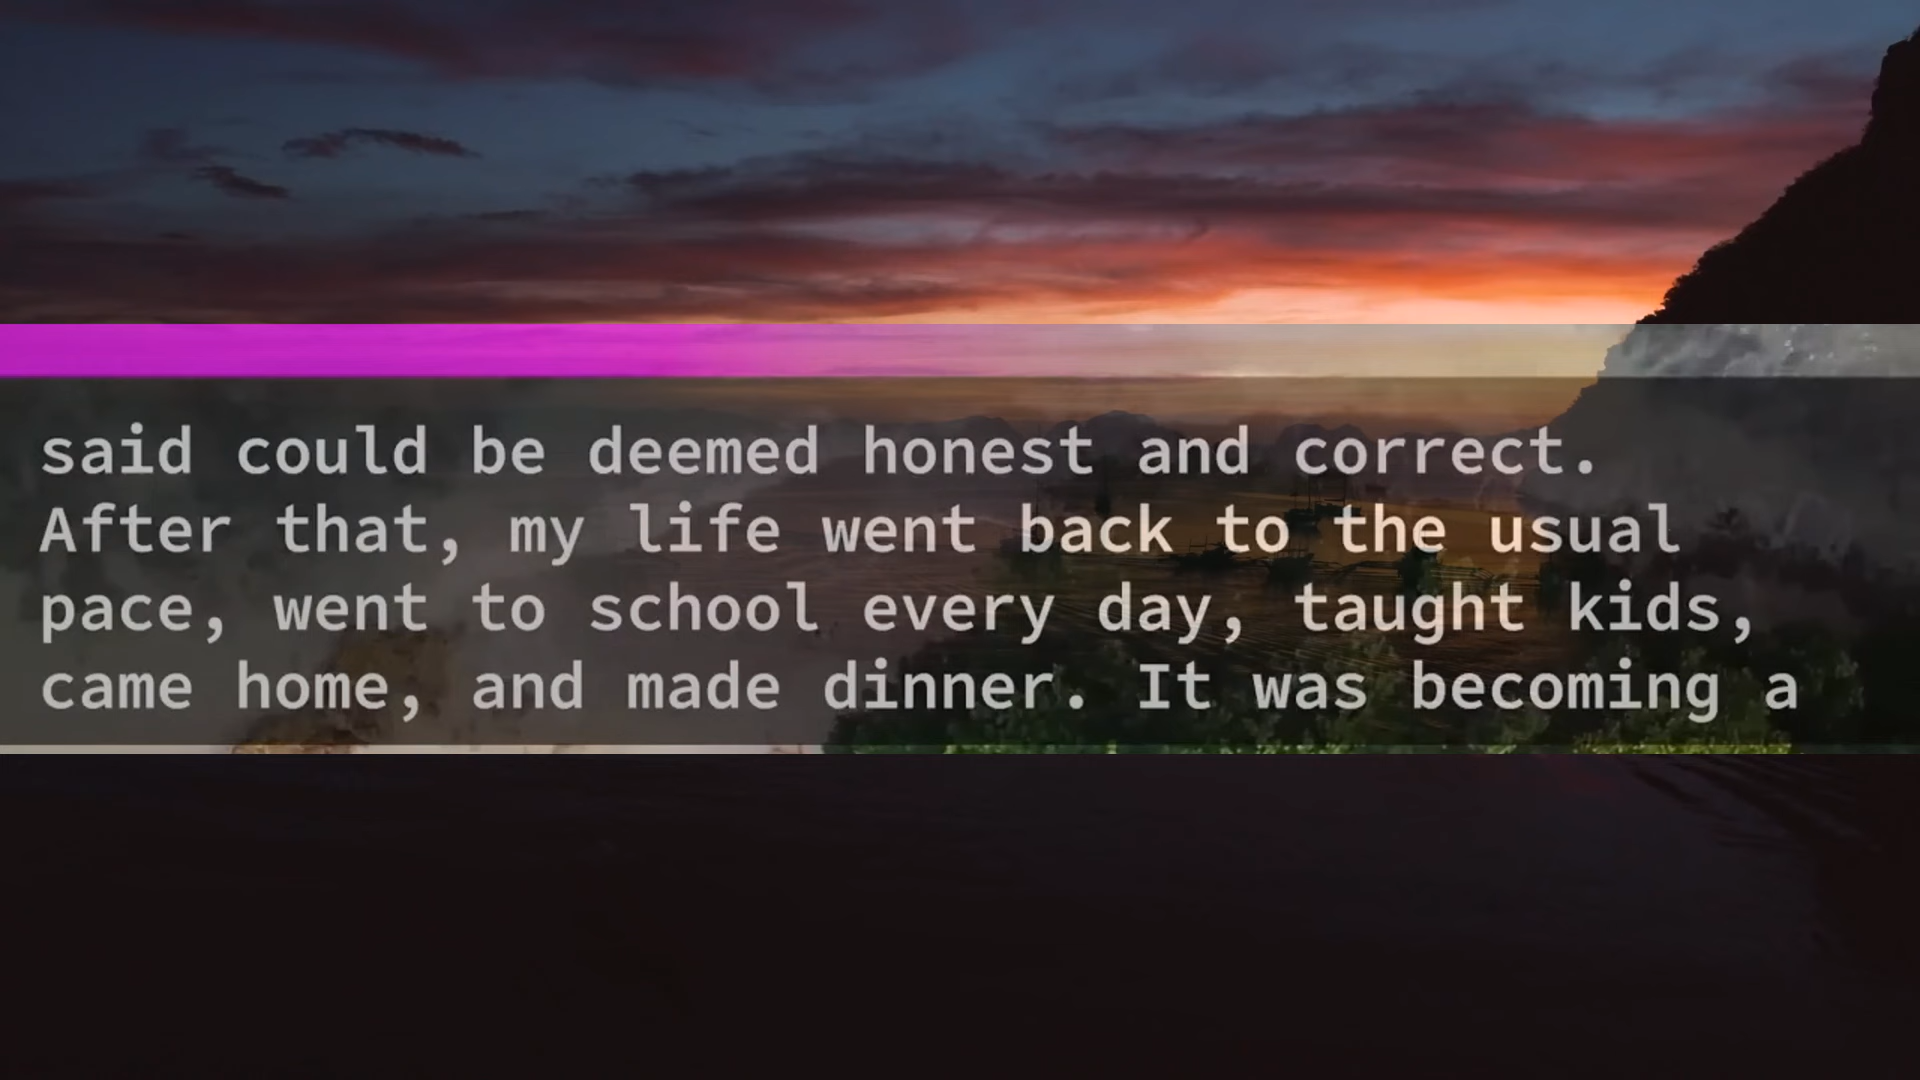 said could be deemed honest and correct.
After that, my life went back to the usual
pace, went to school every day, taught kids,
came home, and made dinner. It was becoming a